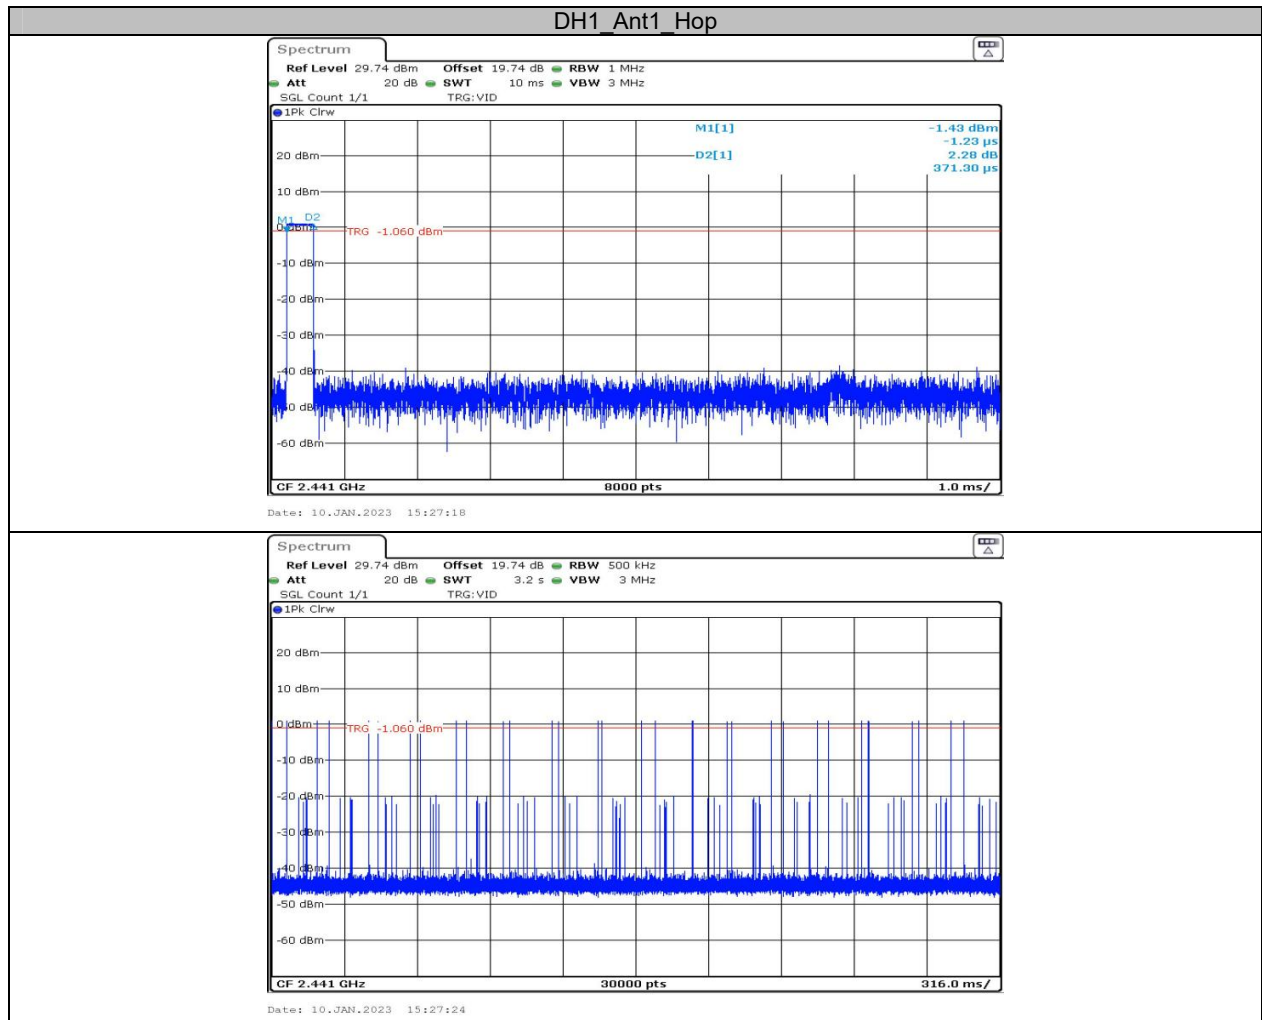 DH1_Ant1_Hop
Spectrum
Ref Level 29.74 dBm Offset 19.74 dB RBW 1 MHz
Att 20 dB SWT 10 ms VBW 3 MHz
SGL Count 1/1 TRG:VID
1Pk Clrw
M1[1] -1.43 dBm
-1.23 µs
20 dBm D2[1] 2.28 dB
371.30 µs
10 dBm
M1 D2
0 dBm
TRG -1.060 dBm
-10 dBm
-20 dBm
-30 dBm
-40 dBm
-60 dBm
CF 2.441 GHz 8000 pts 1.0 ms/
Date: 10.JAN.2023 15:27:18
Spectrum
Ref Level 29.74 dBm Offset 19.74 dB RBW 500 kHz
Att 20 dB SWT 3.2 s VBW 3 MHz
SGL Count 1/1 TRG:VID
1Pk Clrw
20 dBm
10 dBm
0 dBm
TRG -1.060 dBm
-10 dBm
-20 dBm
-30 dBm
-40 dBm
-50 dBm
-60 dBm
CF 2.441 GHz 30000 pts 316.0 ms/
Date: 10.JAN.2023 15:27:24